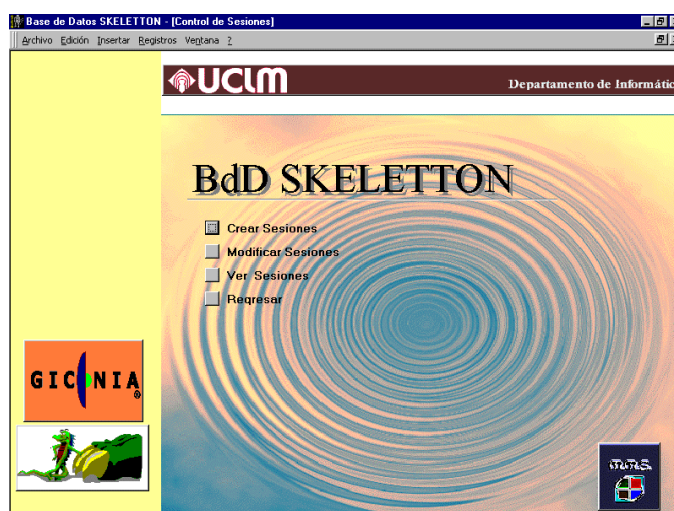 Base de Datos SKELETTON - [Control de Sesiones]
Archivo Edición Insertar Registros Ventana ?
UCLM
Departamento de Informátic
BdD SKELETTON
Crear Sesiones
Modificar Sesiones
Ver Sesiones
Regresar
GICONIA®